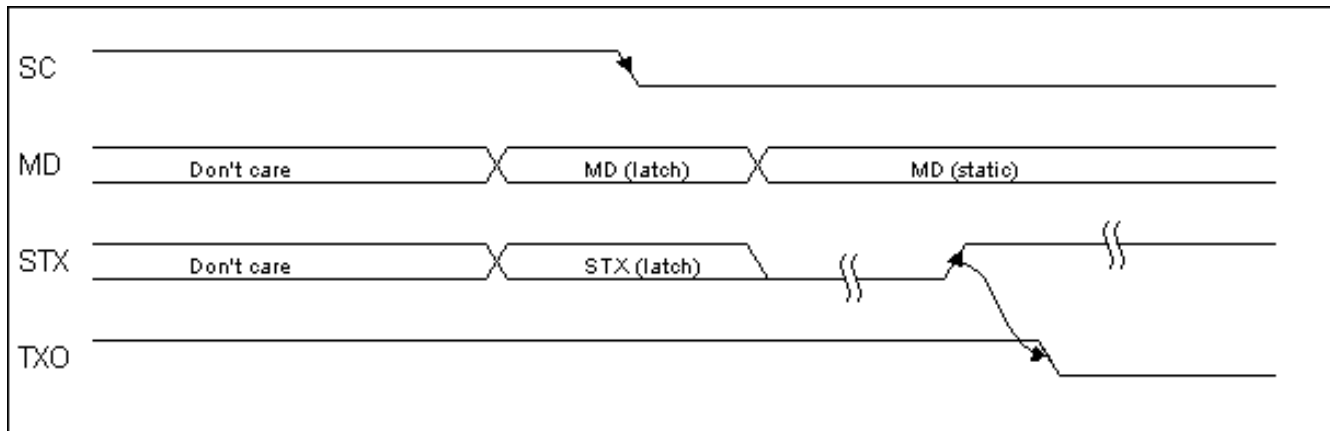 SC
MD Don't care MD (latch) MD (static)
STX Don't care STX (latch)
TXO